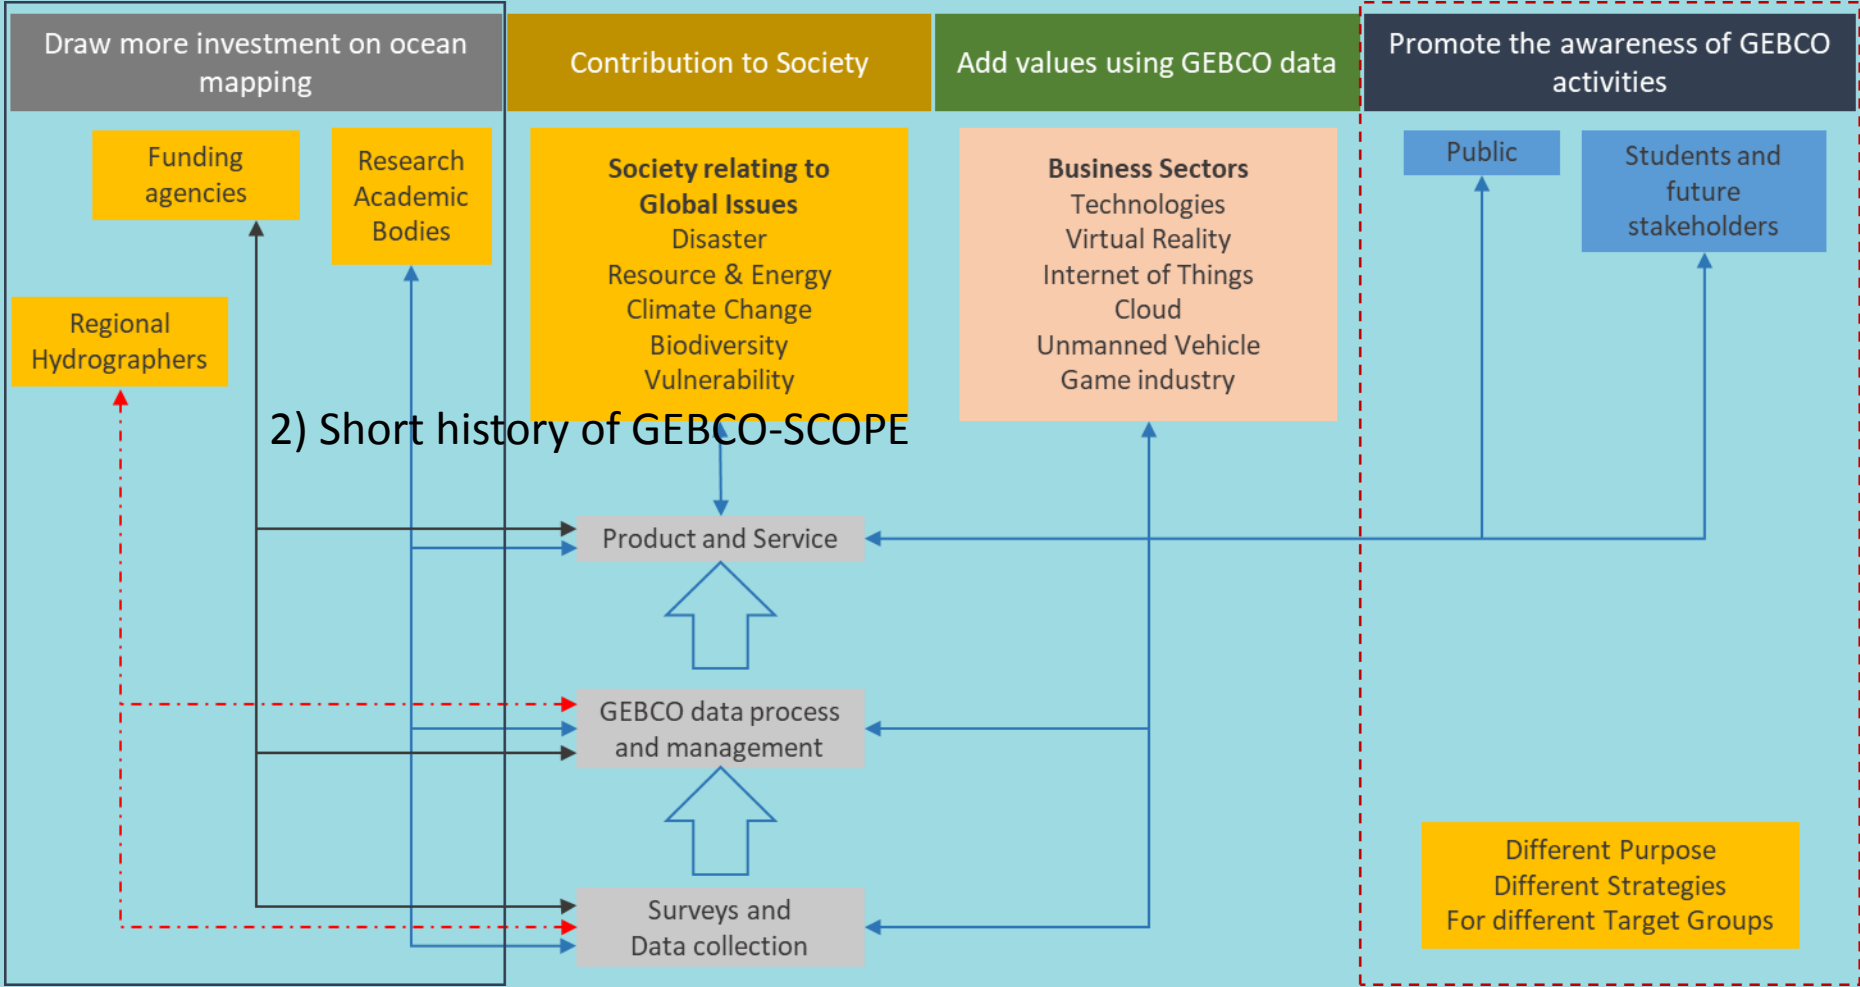 Draw more investment on ocean
mapping
Contribution to Society
Add values using GEBCO data
Promote the awareness of GEBCO
activities
Funding
agencies
Research
Academic
Bodies
Regional
Hydrographers
Society relating to
Global Issues
Disaster
Resource & Energy
Climate Change
Biodiversity
Vulnerability
Business Sectors
Technologies
Virtual Reality
Internet of Things
Cloud
Unmanned Vehicle
Game industry
Public
Students and
future
stakeholders
2) Short history of GEBCO-SCOPE
Product and Service
GEBCO data process
and management
Surveys and
Data collection
Different Purpose
Different Strategies
For different Target Groups